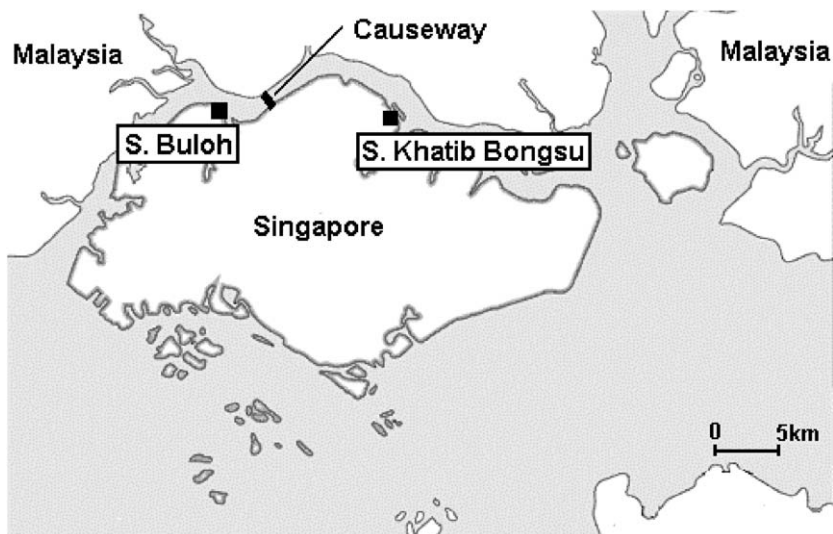 Causeway
Malaysia
Malaysia
S. Buloh
S. Khatib Bongsu
Singapore
0 5km